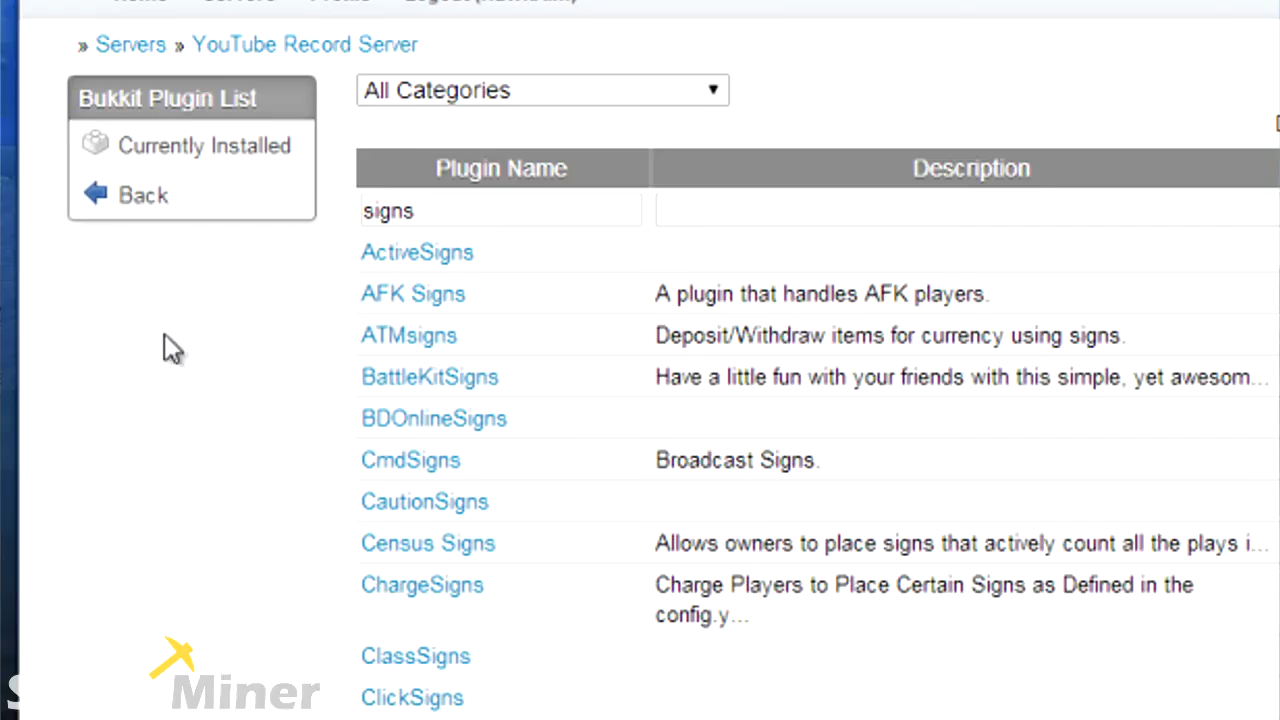 » Servers » YouTube Record Server
Bukkit Plugin List
Currently Installed
Back
All Categories
Plugin Name Description
signs
ActiveSigns
AFK Signs A plugin that handles AFK players.
ATMsigns Deposit/Withdraw items for currency using signs.
BattleKitSigns Have a little fun with your friends with this simple, yet awesom...
BDOnlineSigns
CmdSigns Broadcast Signs.
CautionSigns
Census Signs Allows owners to place signs that actively count all the plays i...
ChargeSigns Charge Players to Place Certain Signs as Defined in the
config.y...
ClassSigns
ClickSigns
Miner